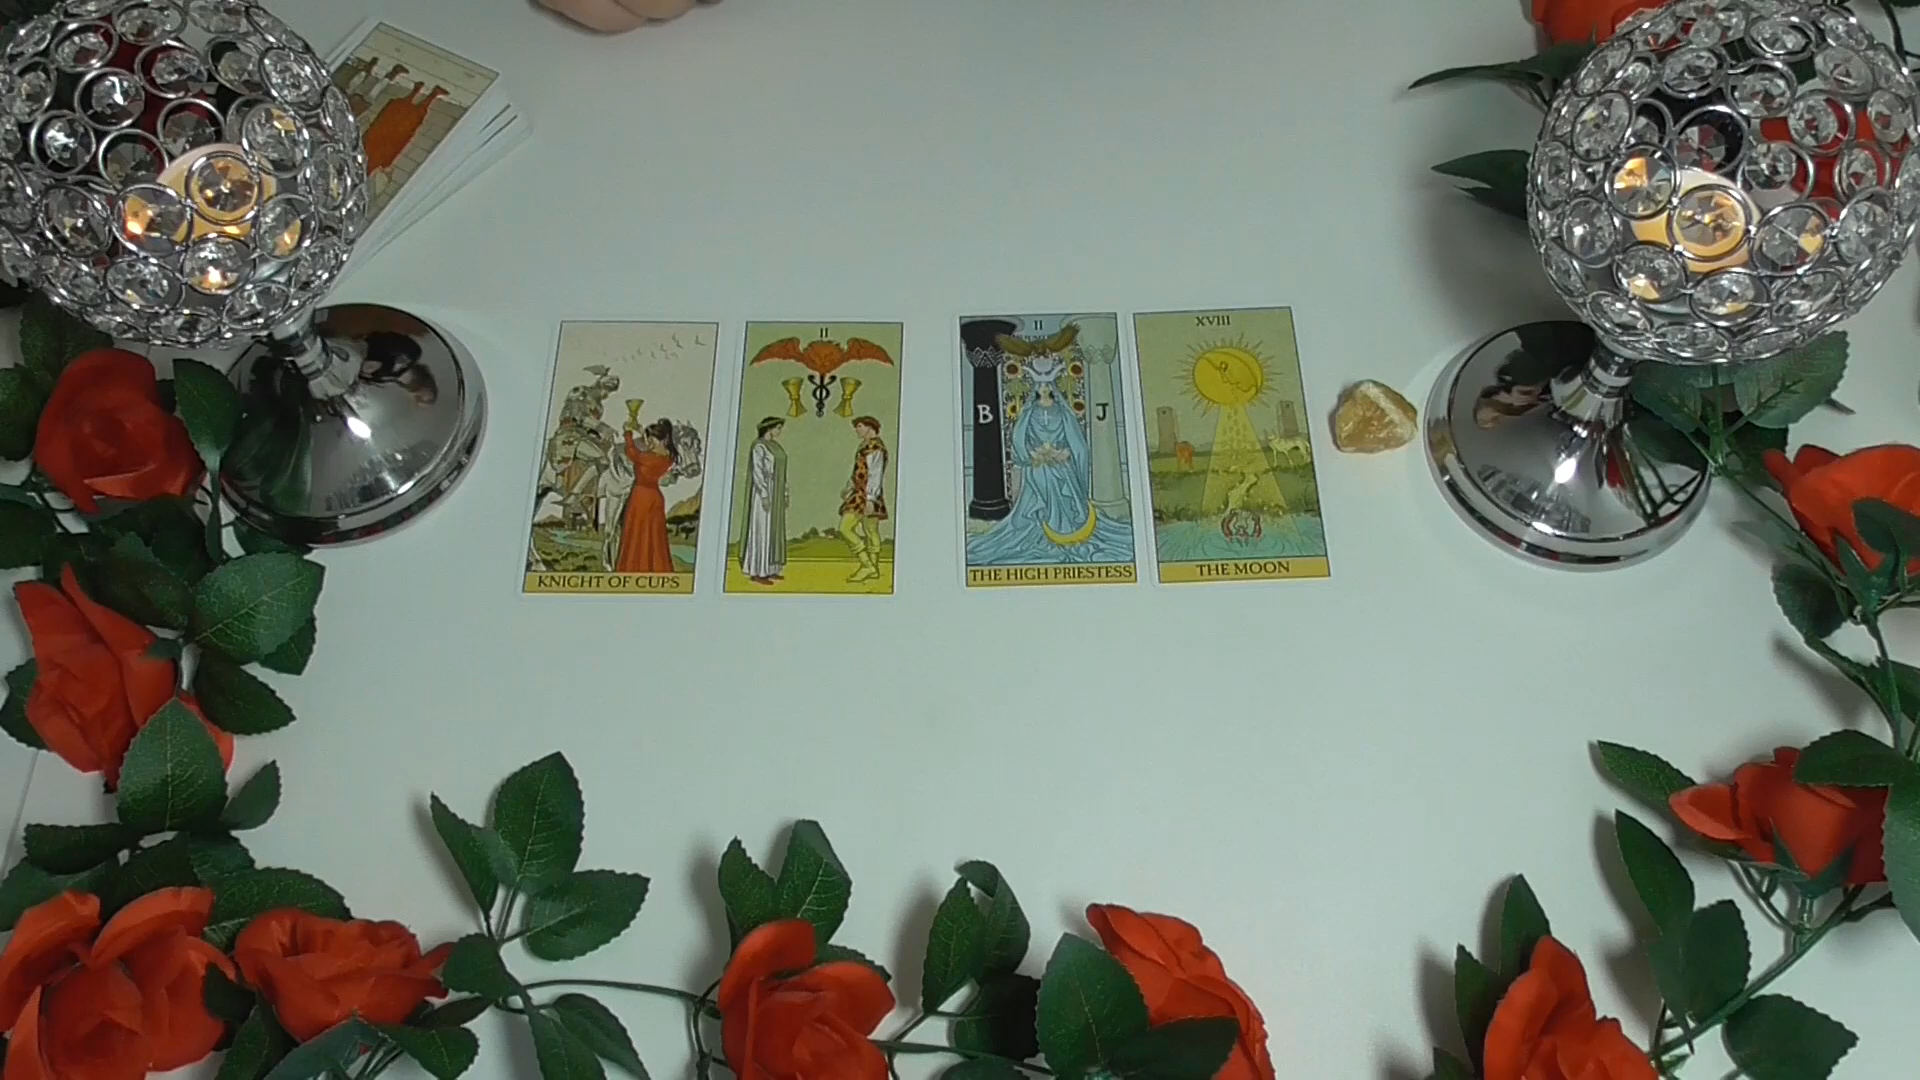 KNIGHT OF CUPS
II
II
B J
THE HIGH PRIESTESS
XVIII
THE MOON